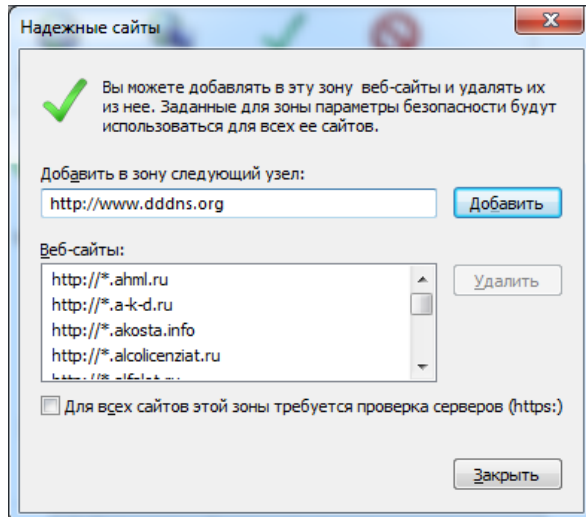 Надежные сайты
Вы можете добавлять в эту зону веб-сайты и удалять их
из нее. Заданные для зоны параметры безопасности будут
использоваться для всех ее сайтов.
Добавить в зону следующий узел:
http://www.dddns.org
Добавить
Веб-сайты:
http://*.ahml.ru
http://*.a-k-d.ru
http://*.akosta.info
http://*.alcolicenziat.ru
Удалить
Для всех сайтов этой зоны требуется проверка серверов (https:)
Закрыть